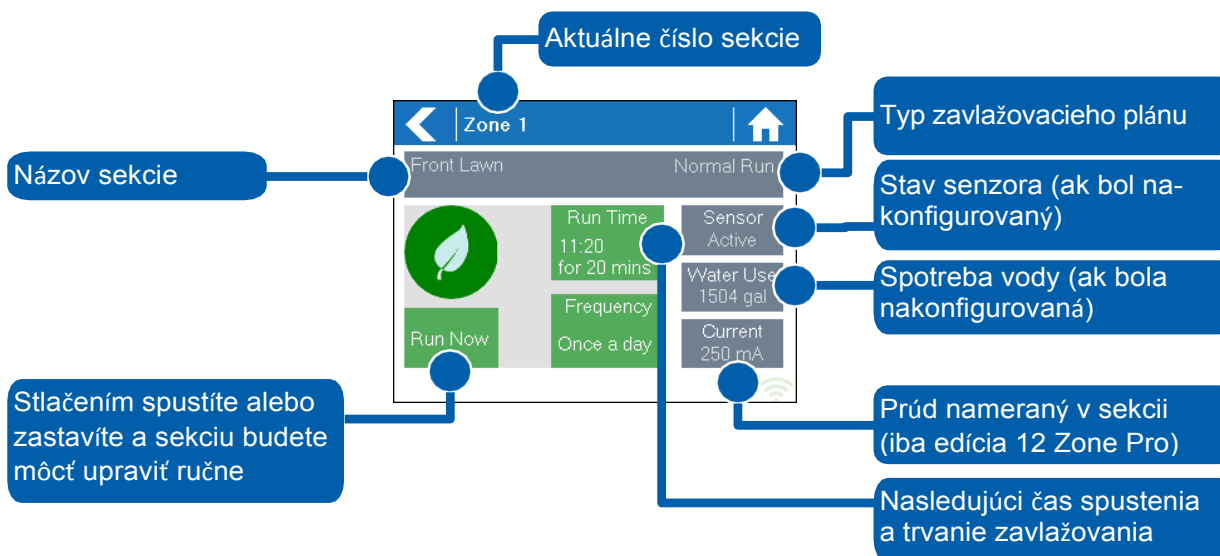 Aktuálne číslo sekcie
Zone 1
Názov sekcie
Front Lawn
Normal Run
Typ zavlažovacieho plánu
Stav senzora (ak bol na-
konfigurovaný)
Run Time
11:20
for 20 mins
Sensor
Active
Water Use
1504 gal
Spotreba vody (ak bola
nakonfigurovaná)
Run Now
Frequency
Once a day
Current
250 mA
Stlačením spustíte alebo
zastavíte a sekciu budete
môcť upraviť ručne
Prúd nameraný v sekcii
(iba edícia 12 Zone Pro)
Nasledujúci čas spustenia
a trvanie zavlažovania